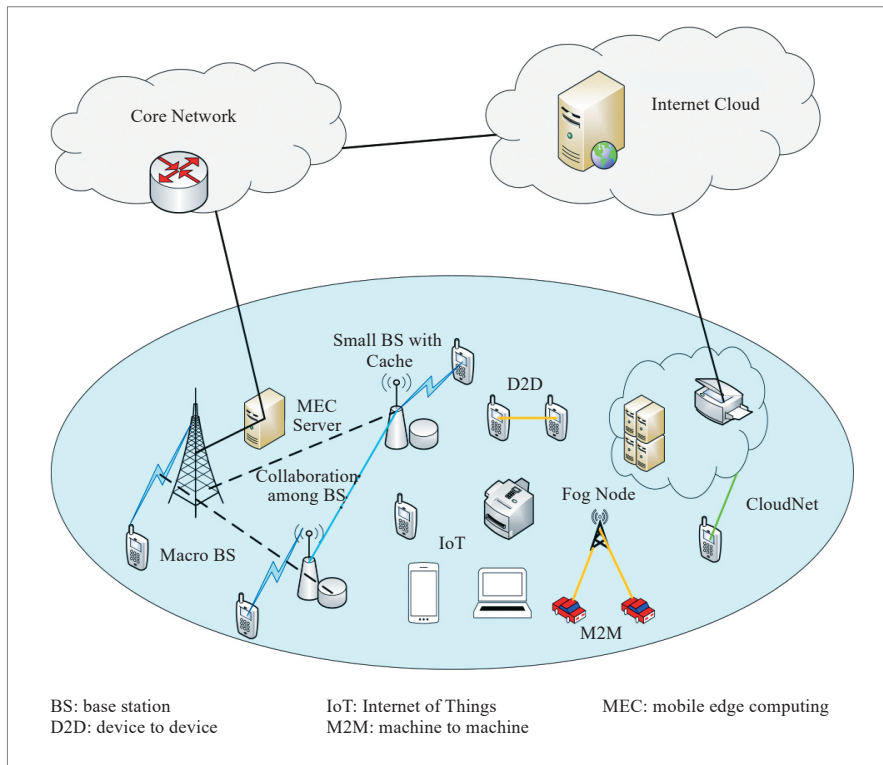 Core Network
Internet Cloud
Small BS with
Cache
D2D
MEC
Server
Collaboration
among BS
Fog Node
CloudNet
Macro BS
IoT
M2M
BS: base station
IoT: Internet of Things
MEC: mobile edge computing
D2D: device to device
M2M: machine to machine